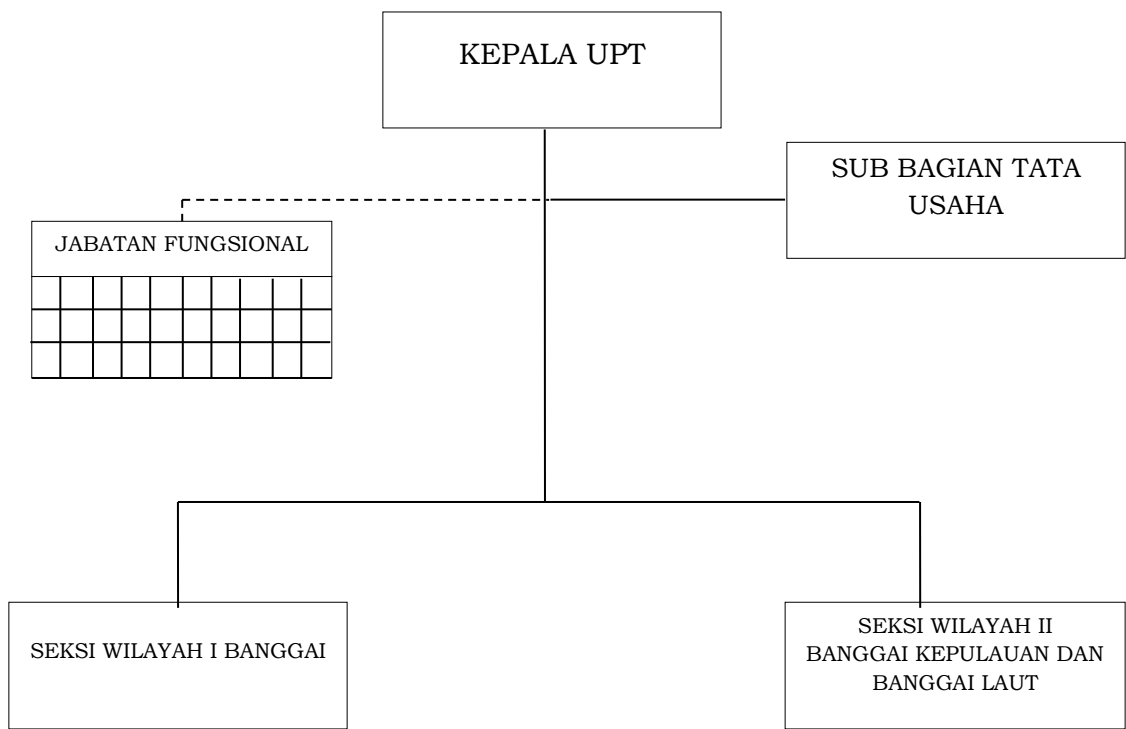 KEPALA UPT
SUB BAGIAN TATA
USAHA
JABATAN FUNGSIONAL
SEKSI WILAYAH I BANGGAI
SEKSI WILAYAH II
BANGGAI KEPULAUAN DAN
BANGGAI LAUT